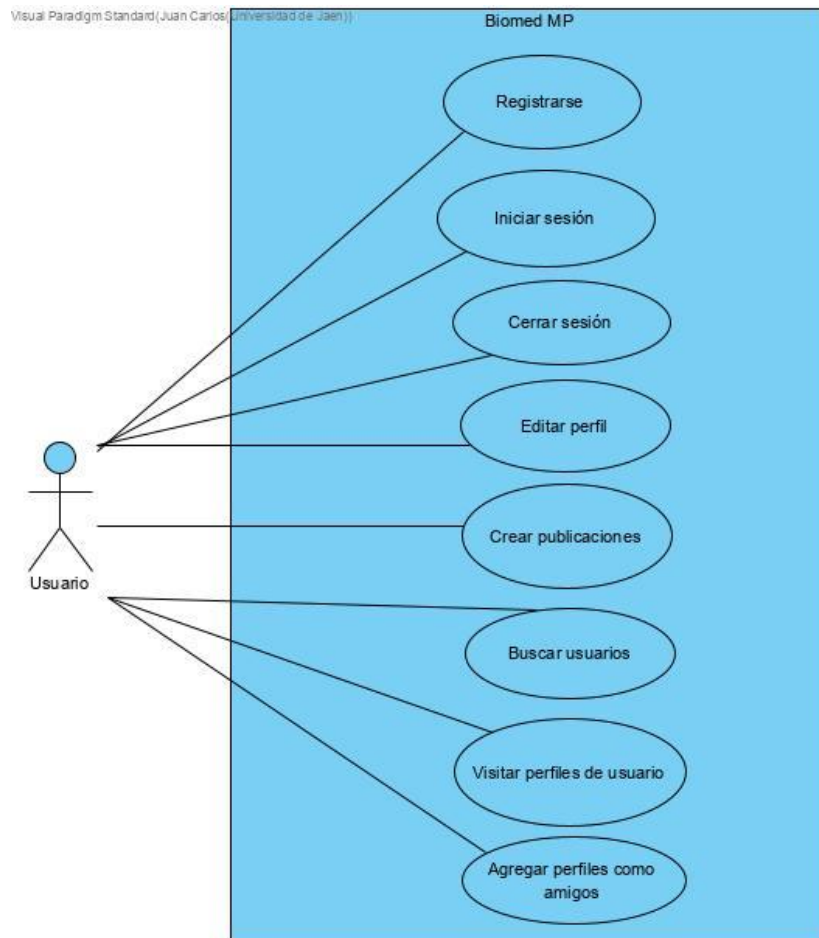 Visual Paradigm Standard(Juan Carlos(Universidad de Jaen))
Biomed MP
Registrarse
Iniciar sesión
Cerrar sesión
Editar perfil
Crear publicaciones
Usuario
Buscar usuarios
Visitar perfiles de usuario
Agregar perfiles como
amigos